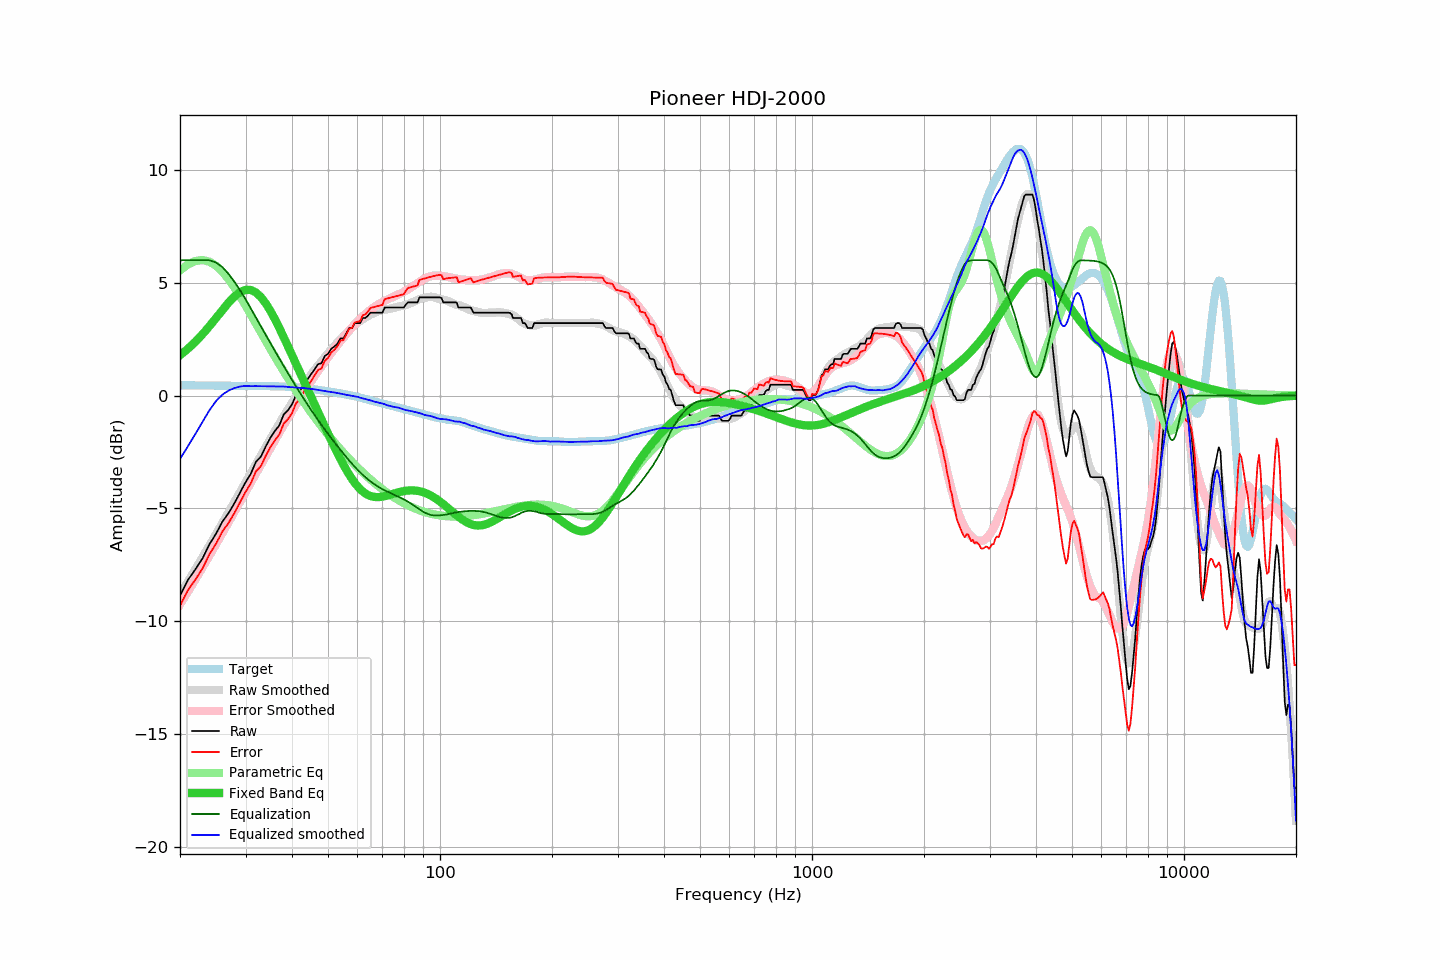 Pioneer HDJ-2000
Amplitude (dBr)
10
5
0
−5
−10
−15
−20
Target
Raw Smoothed
Error Smoothed
Raw
Error
Parametric Eq
Fixed Band Eq
Equalization
Equalized smoothed
100
1000
10000
Frequency (Hz)